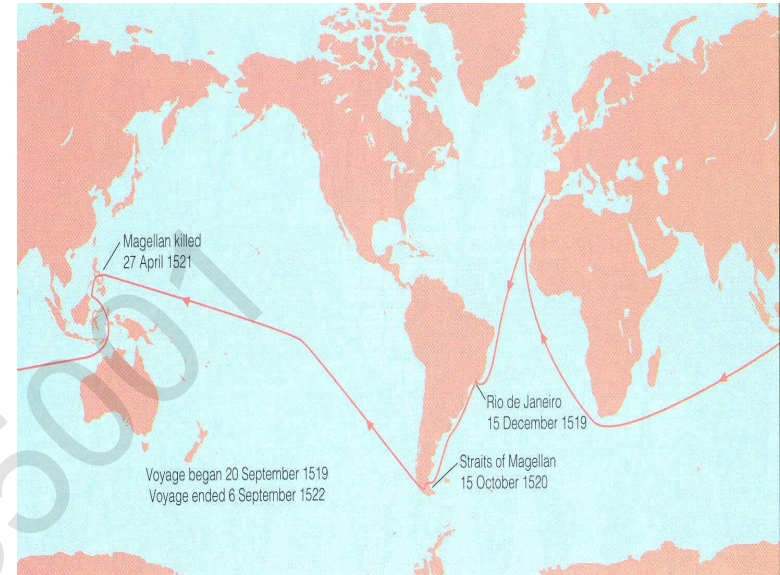 Magellan killed
27 April 1521
Rio de Janeiro
15 December 1519
Straits of Magellan
15 October 1520
Voyage began 20 September 1519
Voyage ended 6 September 1522